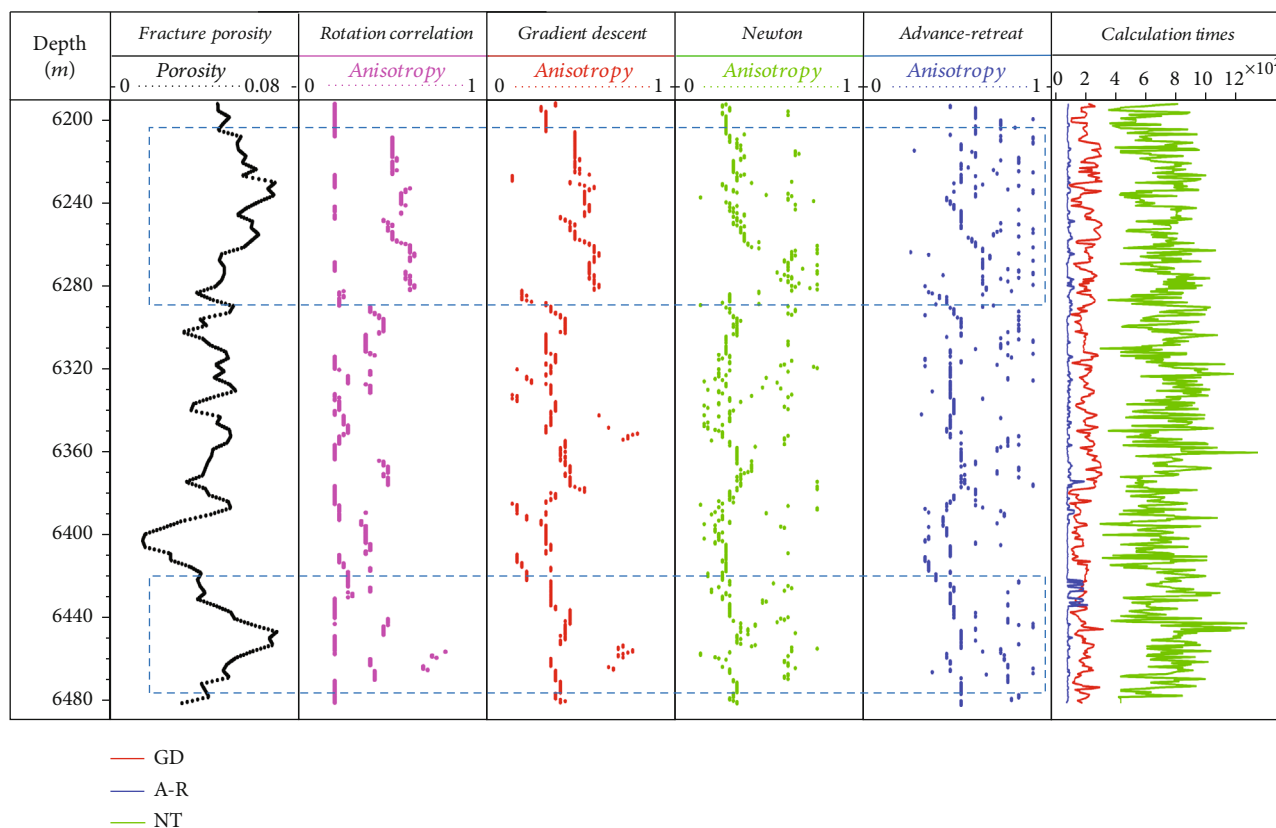 Depth
(m)
Fracture porosity
Rotation correlation
Gradient descent
Newton
Advance-retreat
Calculation times
Porosity
Anisotropy
Anisotropy
Anisotropy
Anisotropy
0 0.08
0 1
0 1
0 1
0 1
0 2 4 6 8 10 12
6200
6240
6280
6320
6360
6400
6440
6480
GD
A-R
NT